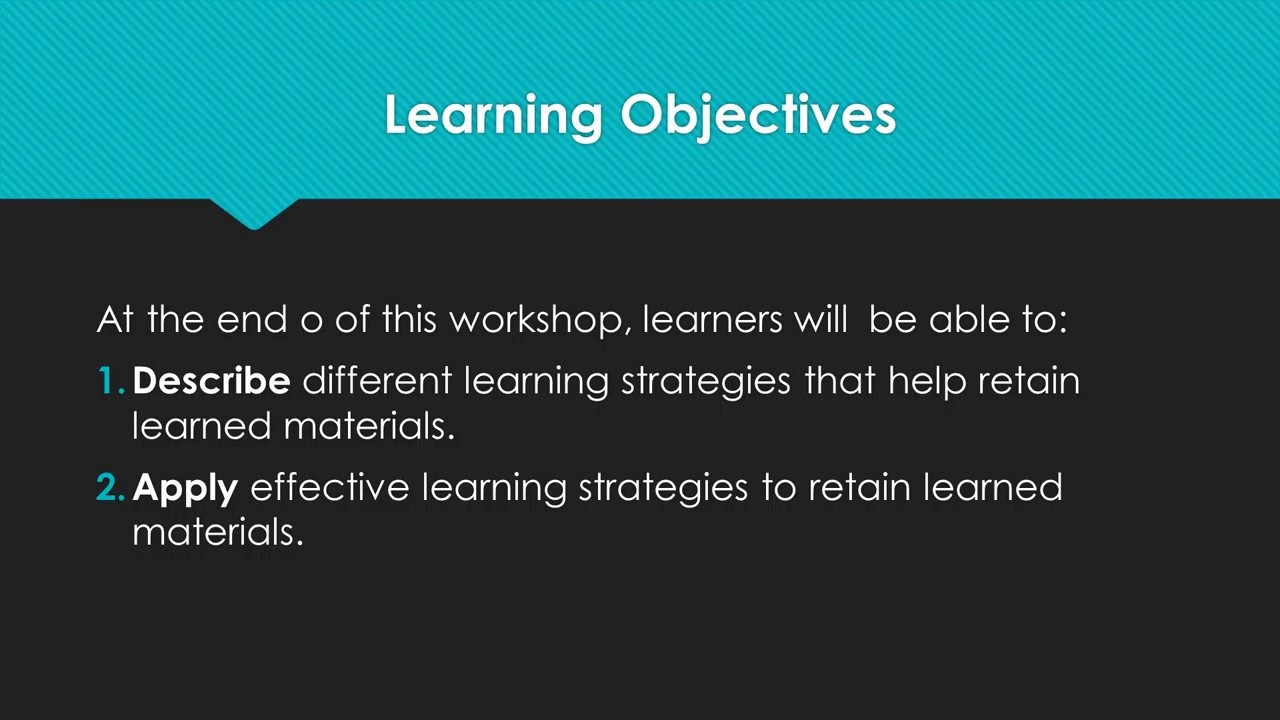 Learning Objectives
At the end o of this workshop, learners will  be able to:
1. Describe different learning strategies that help retain
learned materials.
2. Apply effective learning strategies to retain learned
materials.